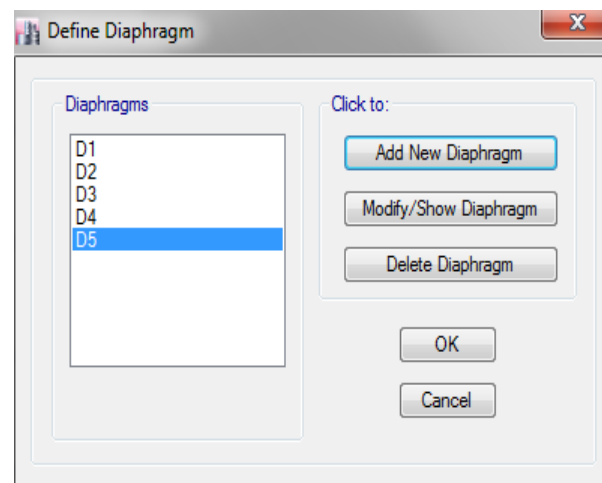 Define Diaphragm
Diaphragms
D1
D2
D3
D4
D5
Click to:
Add New Diaphragm
Modify/Show Diaphragm
Delete Diaphragm
OK
Cancel